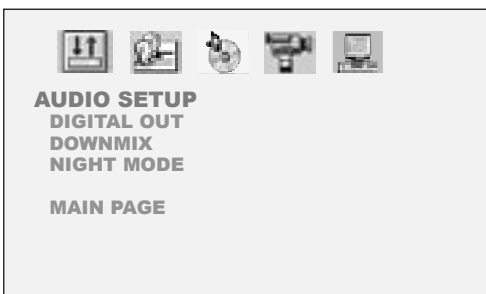 AUDIO SETUP
DIGITAL OUT
DOWNMIX
NIGHT MODE
MAIN PAGE